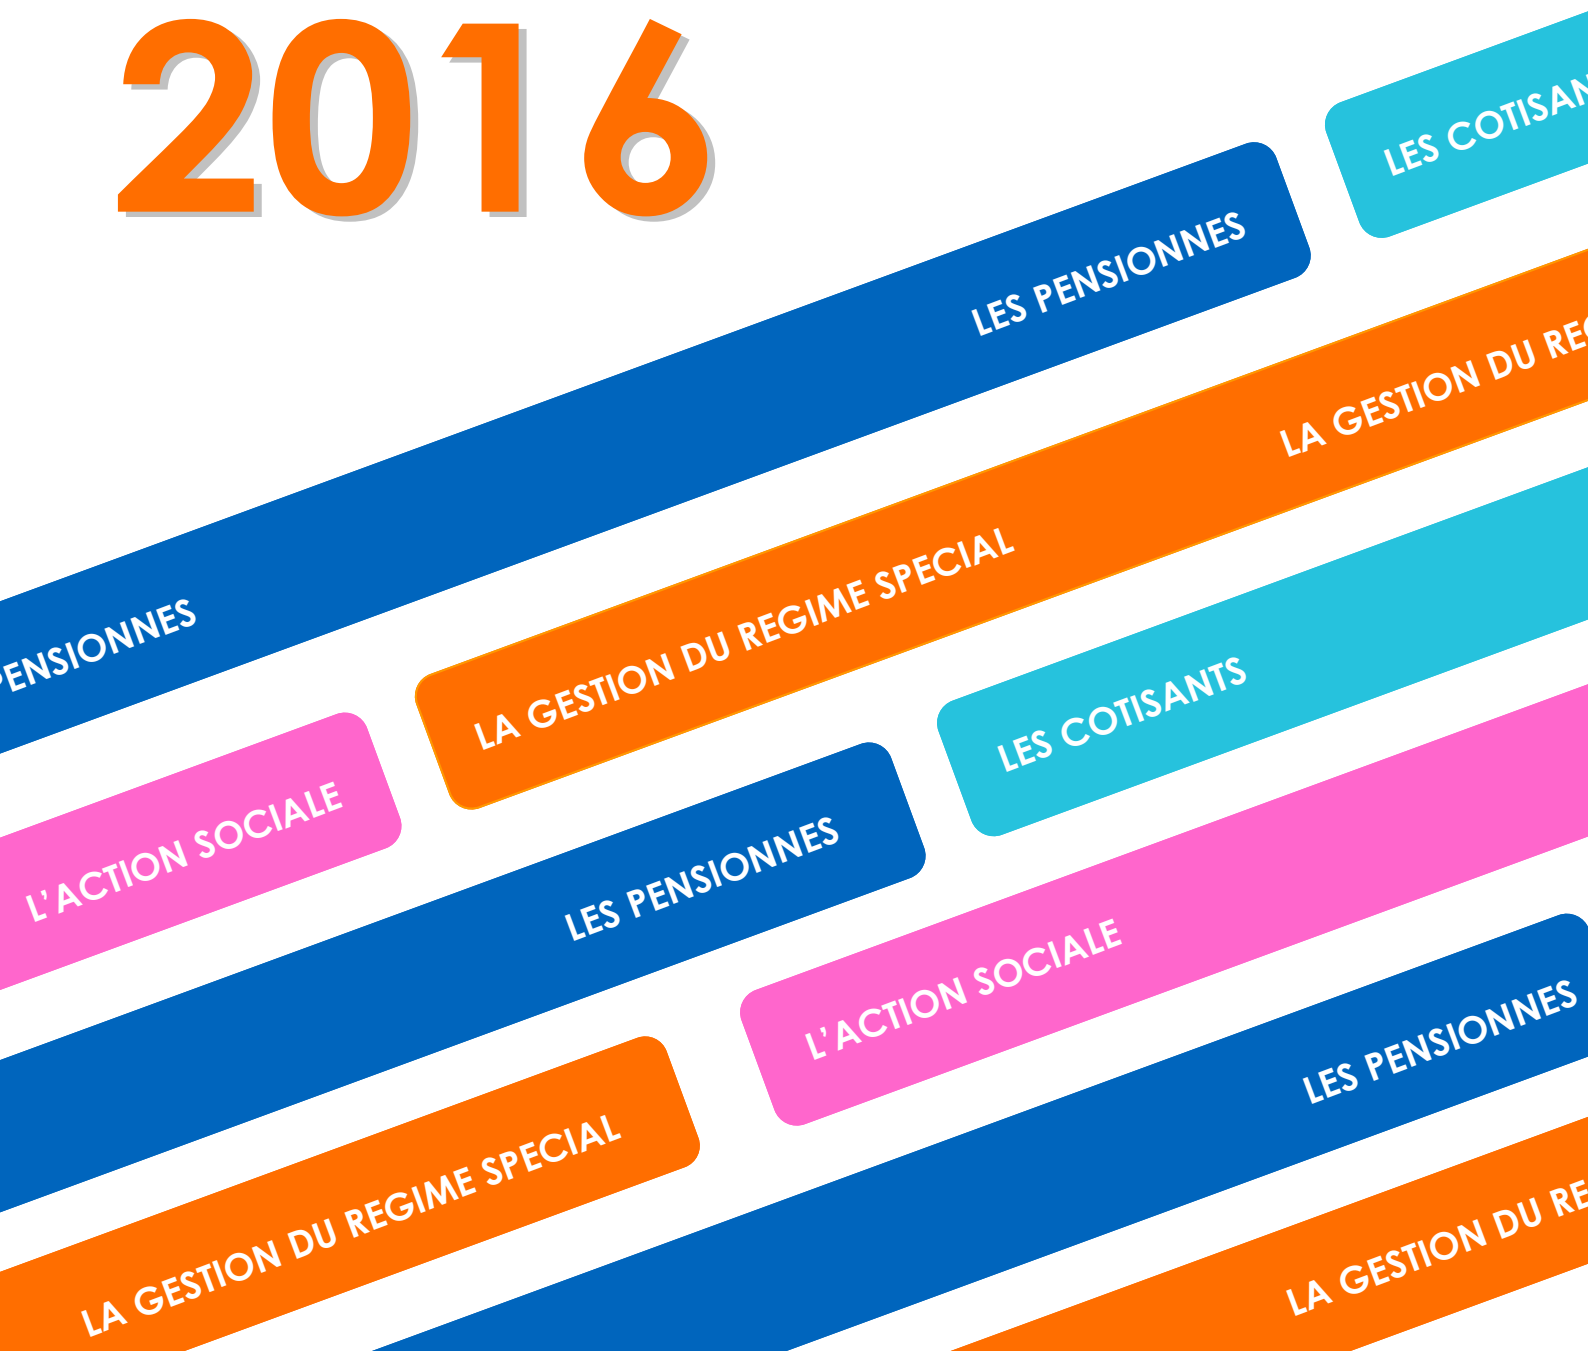 2016
LES COTISAN
LES PENSIONNES
LA GESTION DU REG
LA GESTION DU REGIME SPECIAL
PENSIONNES
LES COTISANTS
L'ACTION SOCIALE
LES PENSIONNES
L'ACTION SOCIALE
LES PENSIONNES
LA GESTION DU REGIME SPECIAL
LA GESTION DU RE